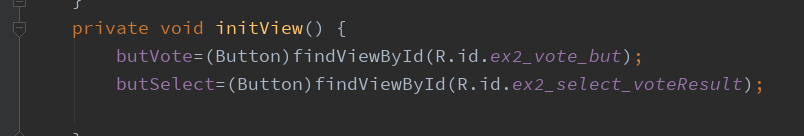 }
private void initView() {
butVote=(Button)findViewById(R.id.ex2_vote_but);
butSelect=(Button)findViewById(R.id.ex2_select_voteResult);
}